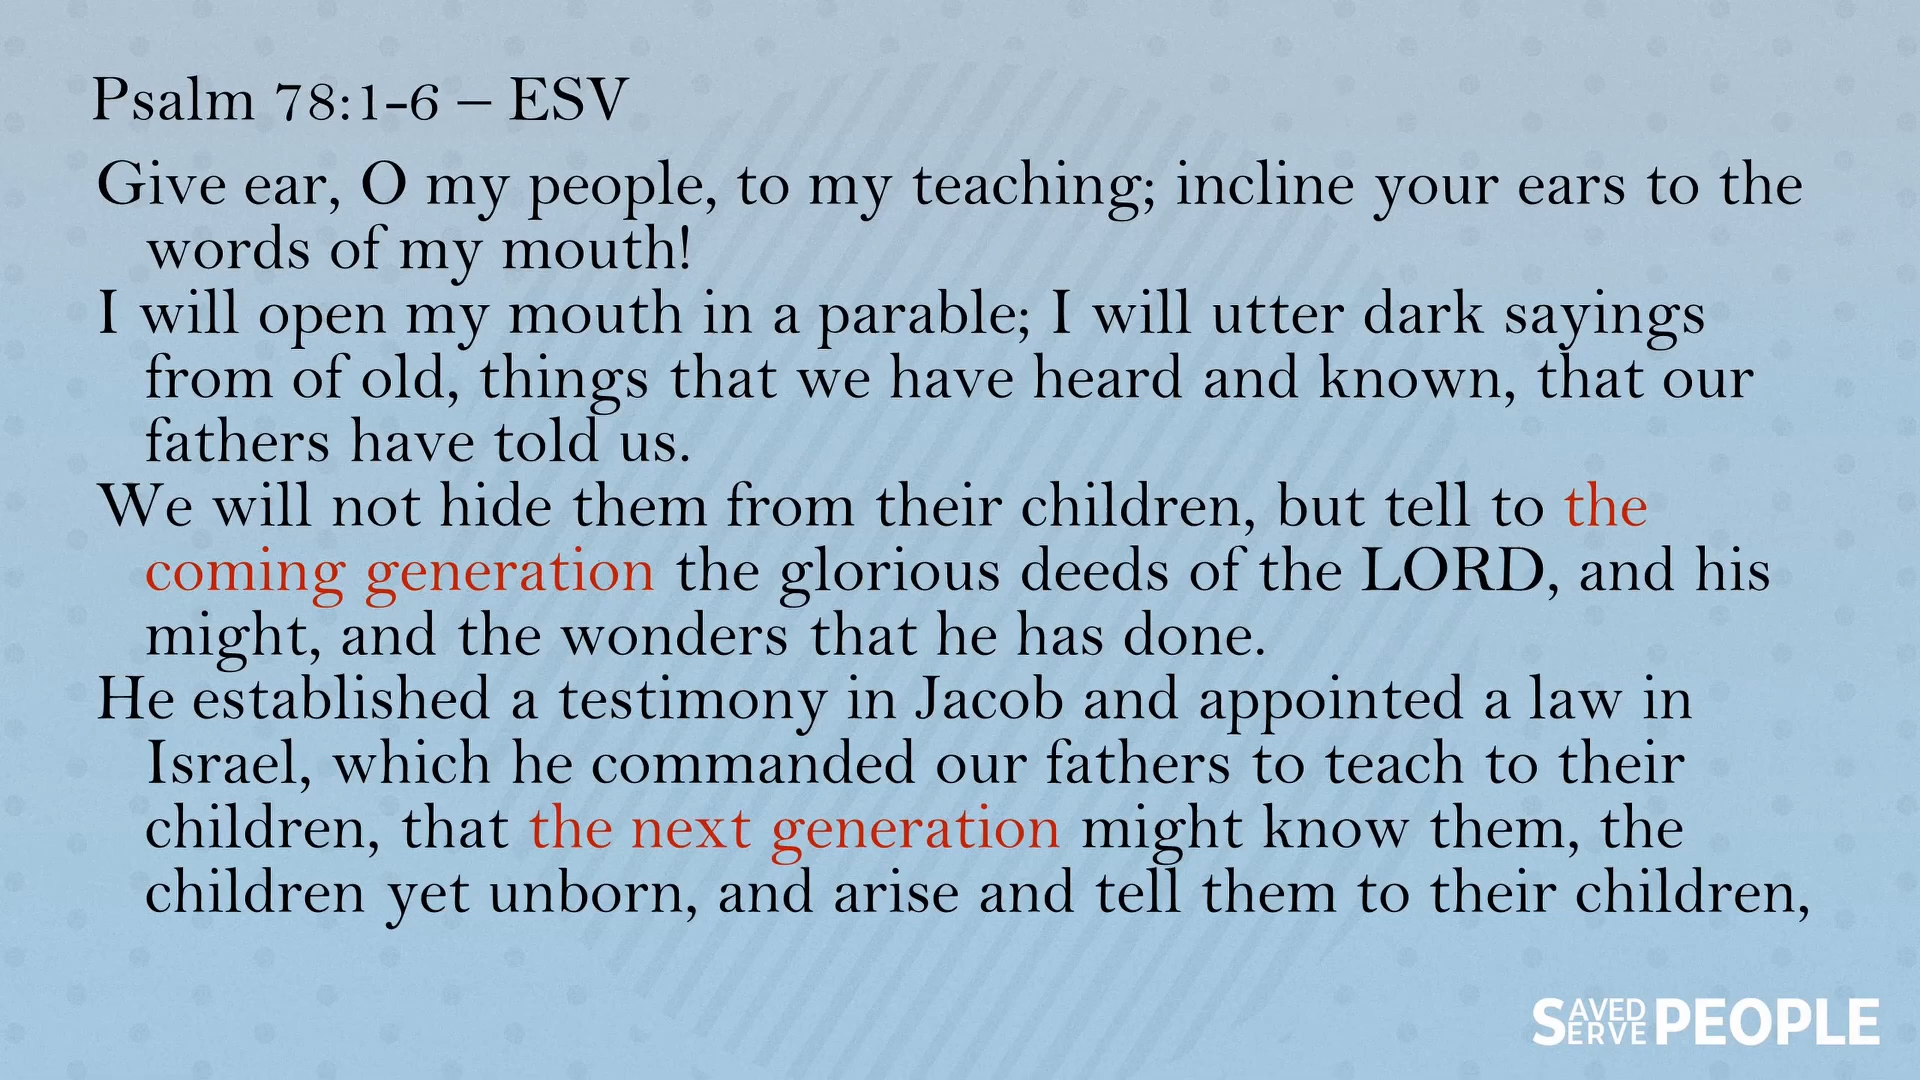 Psalm 78:1-6 – ESV
Give ear, O my people, to my teaching; incline your ears to the
words of my mouth!
I will open my mouth in a parable; I will utter dark sayings
from of old, things that we have heard and known, that our
fathers have told us.
We will not hide them from their children, but tell to the
coming generation the glorious deeds of the LORD, and his
might, and the wonders that he has done.
He established a testimony in Jacob and appointed a law in
Israel, which he commanded our fathers to teach to their
children, that the next generation might know them, the
children yet unborn, and arise and tell them to their children,
SAVED
SERVE PEOPLE